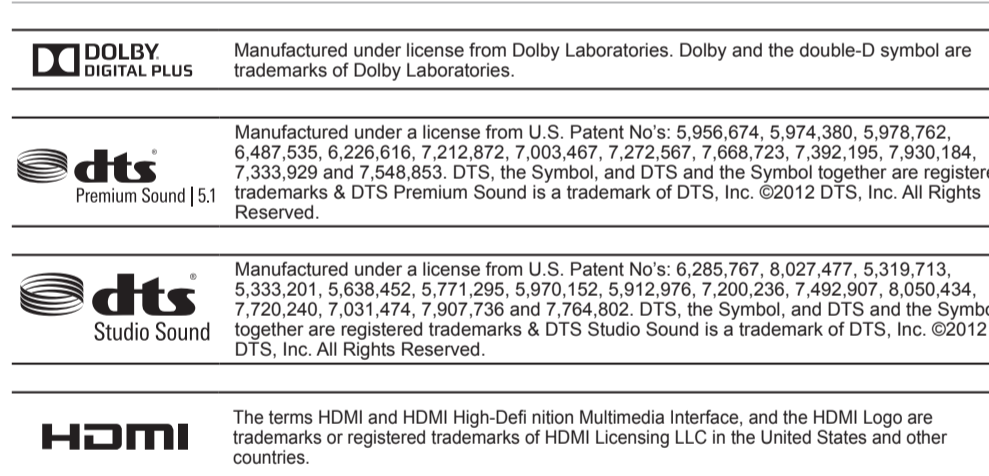 DOLBY
DIGITAL PLUS
Manufactured under license from Dolby Laboratories. Dolby and the double-D symbol are
trademarks of Dolby Laboratories.
dts®
Premium Sound | 5.1
Manufactured under a license from U.S. Patent No's: 5,956,674, 5,974,380, 5,978,762,
6,487,535, 6,226,616, 7,212,872, 7,003,467, 7,272,567, 7,668,723, 7,392,195, 7,930,184,
7,333,929 and 7,548,853. DTS, the Symbol, and DTS and the Symbol together are registere
trademarks & DTS Premium Sound is a trademark of DTS, Inc. ©2012 DTS, Inc. All Rights
Reserved.
dts®
Studio Sound
Manufactured under a license from U.S. Patent No's: 6,285,767, 8,027,477, 5,319,713,
5,333,201, 5,638,452, 5,771,295, 5,970,152, 5,912,976, 7,200,236, 7,492,907, 8,050,434,
7,720,240, 7,031,474, 7,907,736 and 7,764,802. DTS, the Symbol, and DTS and the Symbo
together are registered trademarks & DTS Studio Sound is a trademark of DTS, Inc. ©2012
DTS, Inc. All Rights Reserved.
HDMI
The terms HDMI and HDMI High-Defi nition Multimedia Interface, and the HDMI Logo are
trademarks or registered trademarks of HDMI Licensing LLC in the United States and other
countries.